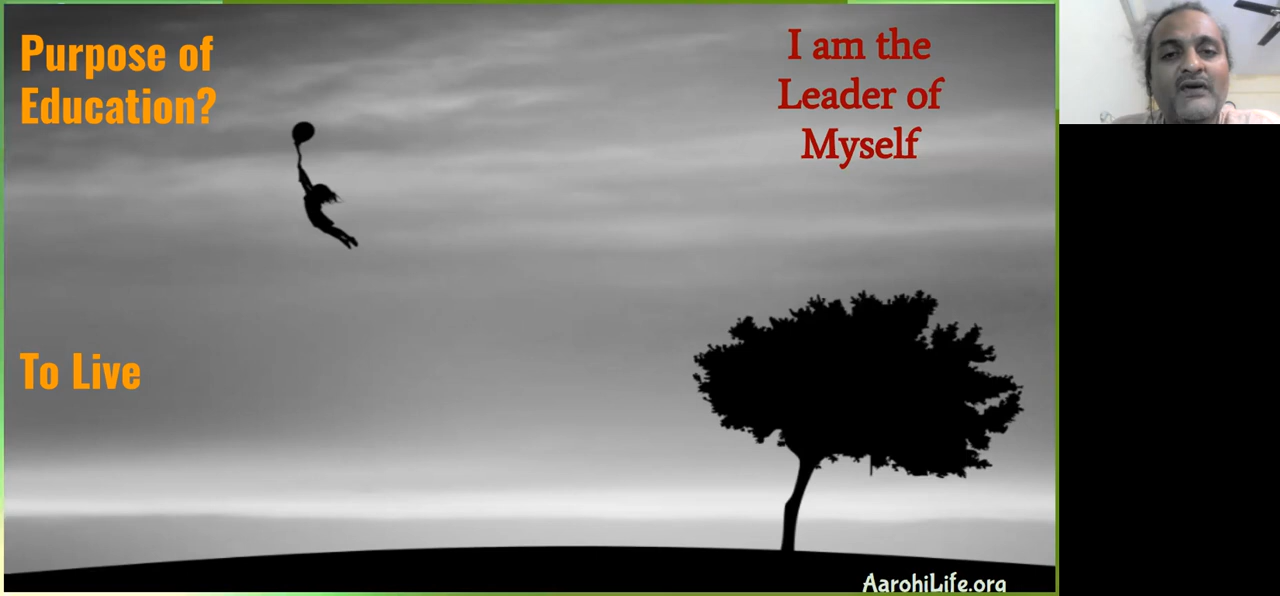 Purpose of
Education?
I am the
Leader of
Myself
To Live
AarohiLife.org